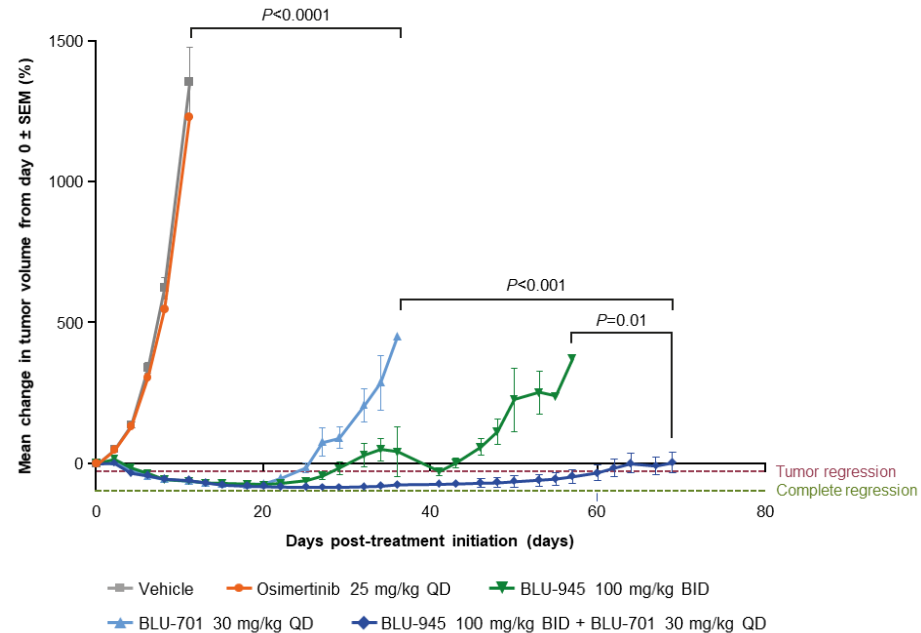 P<0.0001
1500
1000
500
0
Mean change in tumor volume from day 0 ± SEM (%)
P<0.001
P=0.01
Tumor regression
Complete regression
0 20 40 60 80
Days post-treatment initiation (days)
Vehicle Osimertinib 25 mg/kg QD BLU-945 100 mg/kg BID
BLU-701 30 mg/kg QD BLU-945 100 mg/kg BID + BLU-701 30 mg/kg QD